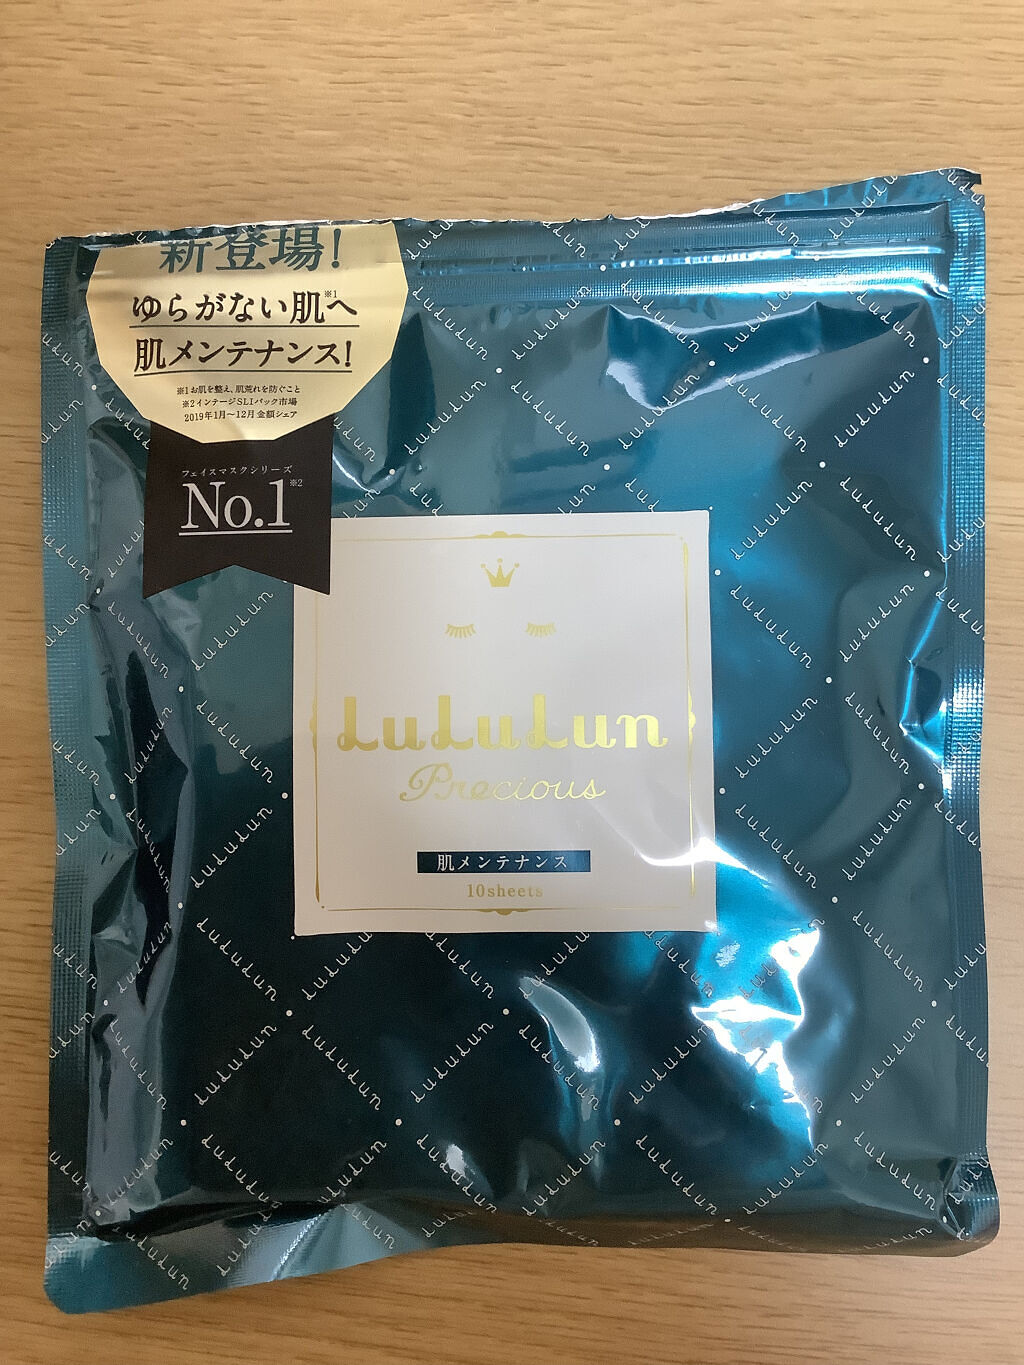 新登場!
ゆらがない肌へ※1
肌メンテナンス!
※1 お肌を整え、肌荒れを防ぐこと
※2 インテージSLIパック市場
2019年1月〜12月 金額シェア
フェイスマスクシリーズ
No.1※2
LuLuLun
Precious
肌メンテナンス
10sheets